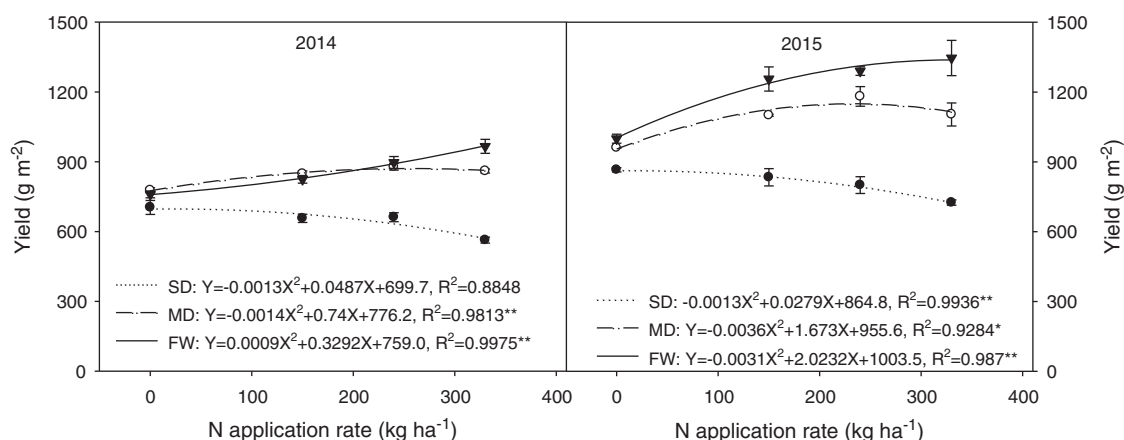 2014
2015
Yield (g m⁻²)
1500
1200
900
600
300
0
SD: Y=-0.0013X²+0.0487X+699.7, R²=0.8848
MD: Y=-0.0014X²+0.74X+776.2, R²=0.9813**
FW: Y=0.0009X²+0.3292X+759.0, R²=0.9975**
0 100 200 300 400
N application rate (kg ha⁻¹)
SD: -0.0013X²+0.0279X+864.8, R²=0.9936**
MD: Y=-0.0036X²+1.673X+955.6, R²=0.9284*
FW: Y=-0.0031X²+2.0232X+1003.5, R²=0.987**
0 100 200 300 400
N application rate (kg ha⁻¹)
1500
1200
900
600
300
0
Yield (g m⁻²)